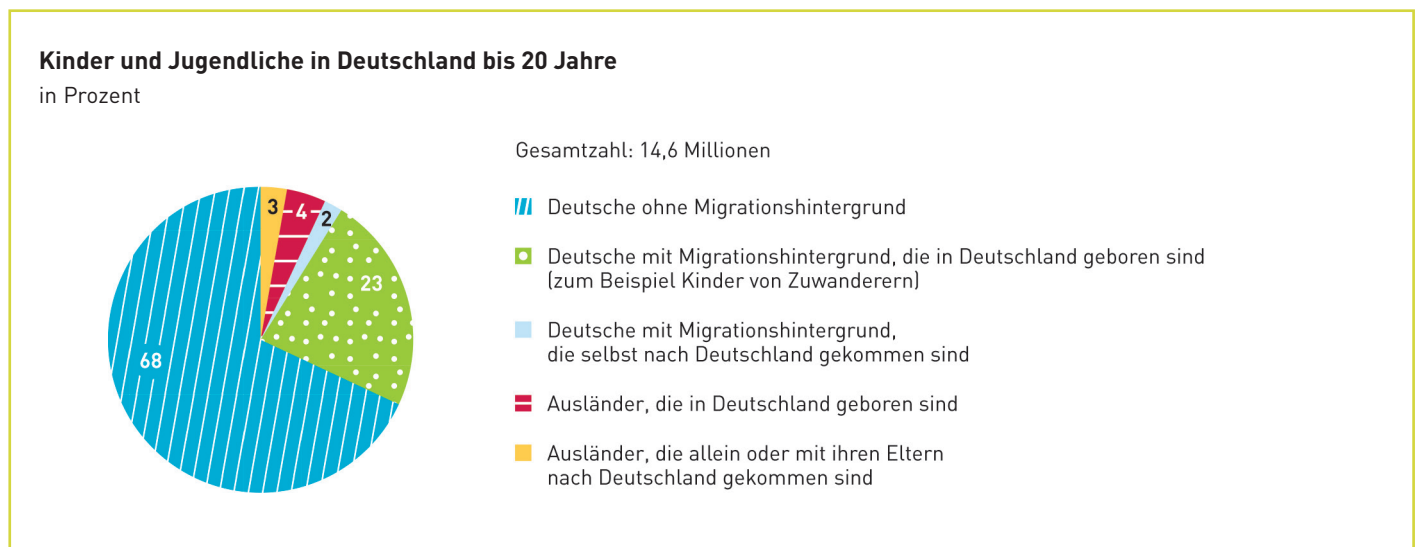 Kinder und Jugendliche in Deutschland bis 20 Jahre
in Prozent
Gesamtzahl: 14,6 Millionen
3
4
2
23
68
Deutsche ohne Migrationshintergrund
Deutsche mit Migrationshintergrund, die in Deutschland geboren sind
(zum Beispiel Kinder von Zuwanderern)
Deutsche mit Migrationshintergrund,
die selbst nach Deutschland gekommen sind
Ausländer, die in Deutschland geboren sind
Ausländer, die allein oder mit ihren Eltern
nach Deutschland gekommen sind